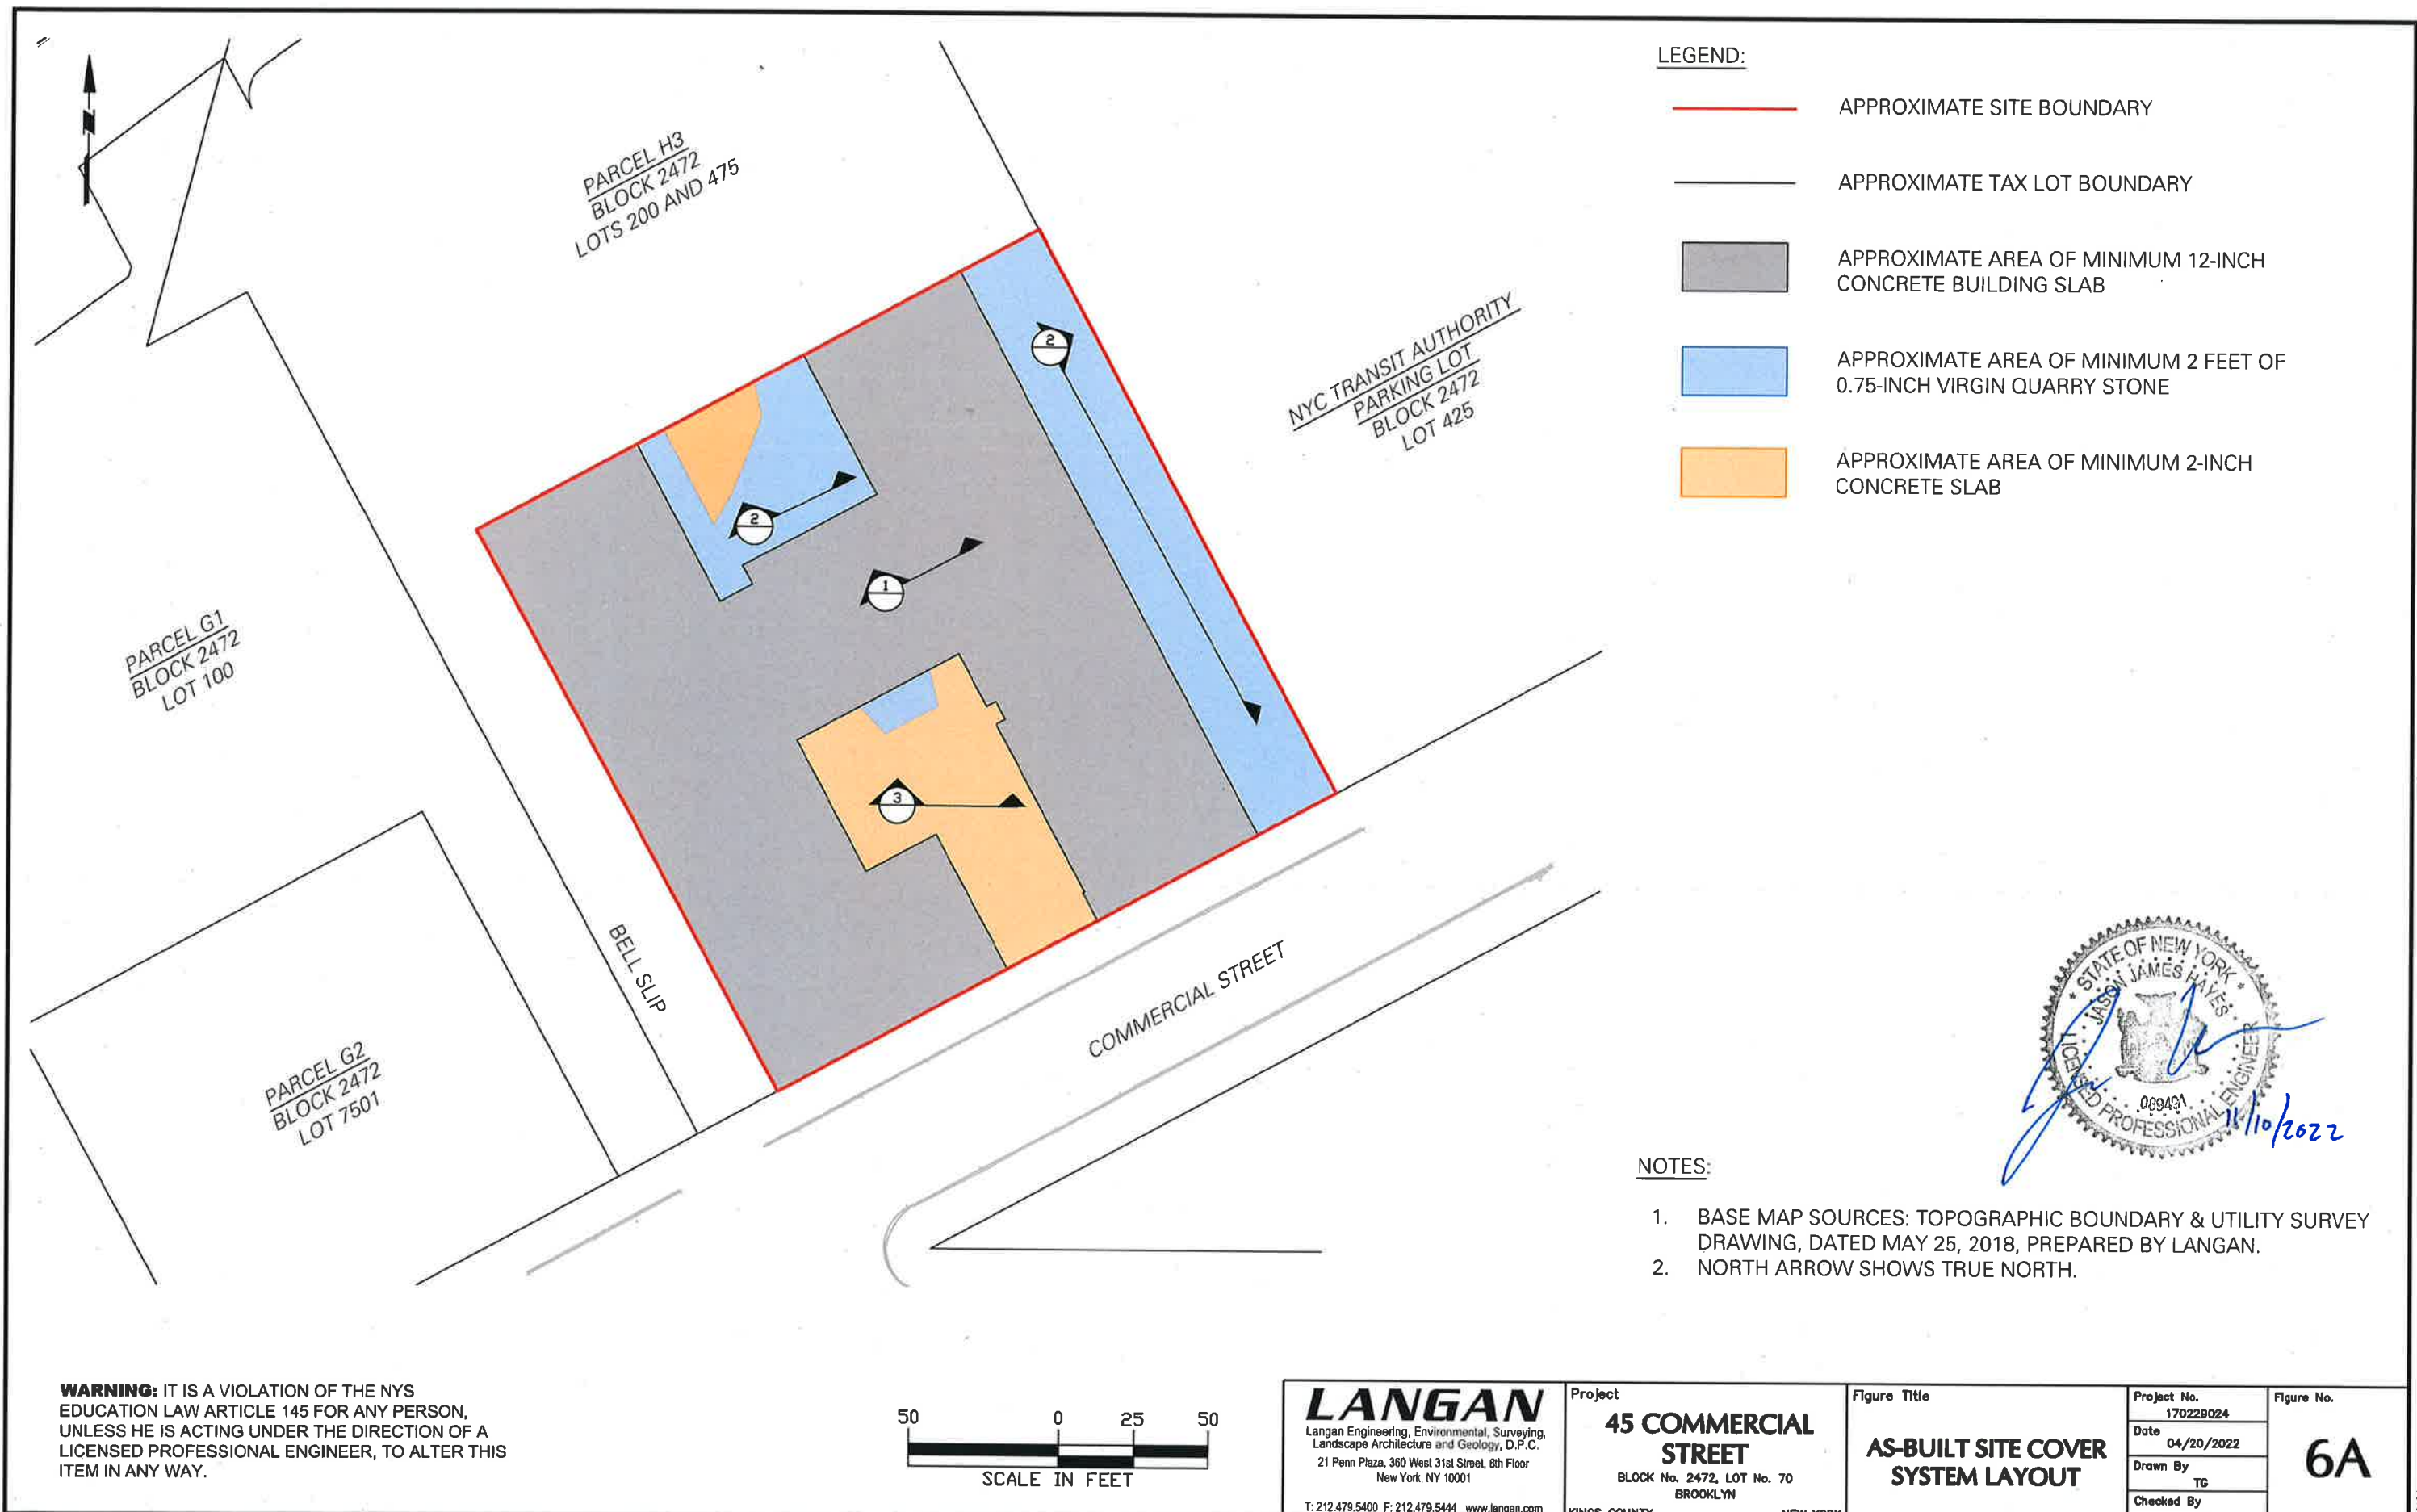 N
PARCEL H3
BLOCK 2472
LOTS 200 AND 475
NYC TRANSIT AUTHORITY
PARKING LOT
BLOCK 2472
LOT 425
PARCEL G1
BLOCK 2472
LOT 100
PARCEL G2
BLOCK 2472
LOT 7501
BELL SLIP
COMMERCIAL STREET
2
2
1
3
LEGEND:
APPROXIMATE SITE BOUNDARY
APPROXIMATE TAX LOT BOUNDARY
APPROXIMATE AREA OF MINIMUM 12-INCH
CONCRETE BUILDING SLAB
APPROXIMATE AREA OF MINIMUM 2 FEET OF
0.75-INCH VIRGIN QUARRY STONE
APPROXIMATE AREA OF MINIMUM 2-INCH
CONCRETE SLAB
STATE OF NEW YORK
JASON JAMES HAYES
089491
LICENSED PROFESSIONAL ENGINEER
11/10/2022
NOTES:
1. BASE MAP SOURCES: TOPOGRAPHIC BOUNDARY & UTILITY SURVEY
DRAWING, DATED MAY 25, 2018, PREPARED BY LANGAN.
2. NORTH ARROW SHOWS TRUE NORTH.
WARNING: IT IS A VIOLATION OF THE NYS
EDUCATION LAW ARTICLE 145 FOR ANY PERSON,
UNLESS HE IS ACTING UNDER THE DIRECTION OF A
LICENSED PROFESSIONAL ENGINEER, TO ALTER THIS
ITEM IN ANY WAY.
50 0 25 50
SCALE IN FEET
LANGAN
Langan Engineering, Environmental, Surveying,
Landscape Architecture and Geology, D.P.C.
21 Penn Plaza, 360 West 31st Street, 8th Floor
New York, NY 10001
T: 212.479.5400 F: 212.479.5444 www.langan.com
Project
45 COMMERCIAL
STREET
BLOCK No. 2472, LOT No. 70
BROOKLYN
KINGS COUNTY NEW YORK
Figure Title
AS-BUILT SITE COVER
SYSTEM LAYOUT
Project No.
170229024
Date
04/20/2022
Drawn By
TG
Checked By
Figure No.
6A